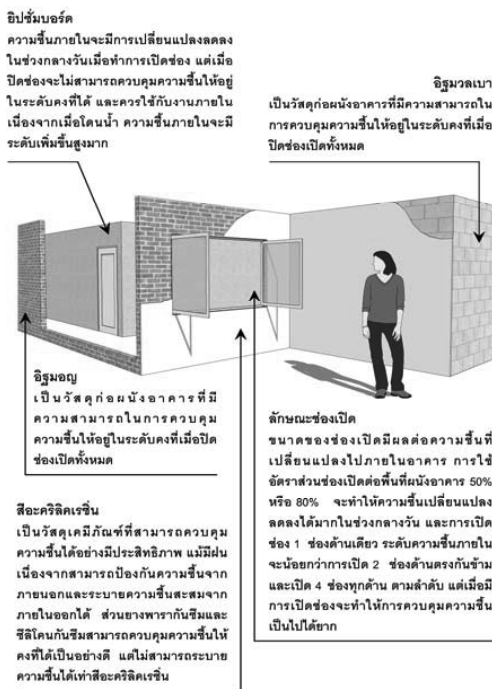 ยิปซั่มบอร์ด
ความชื้นภายในจะมีการเปลี่ยนแปลงลดลง
ในช่วงกลางวันเมื่อทำการเปิดช่อง แต่เมื่อ
ปิดช่องจะไม่สามารถควบคุมความชื้นให้อยู่
ในระดับคงที่ได้ และควรใช้กับงานภายใน
เนื่องจากเมื่อโดนน้ำ ความชื้นภายในจะมี
ระดับเพิ่มขึ้นสูงมาก
อิฐมวลเบา
เป็นวัสดุก่อผนังอาคารที่มีความสามารถใน
การควบคุมความชื้นให้อยู่ในระดับคงที่เมื่อ
ปิดช่องเปิดทั้งหมด
อิฐมอญ
เป็นวัสดุก่อผนังอาคารที่มี
ความสามารถในการควบคุม
ความชื้นให้อยู่ในระดับคงที่เมื่อปิด
ช่องเปิดทั้งหมด
สีอะคริลิคเรซิ่น
เป็นวัสดุเคมีภัณฑ์ที่สามารถควบคุม
ความชื้นได้อย่างมีประสิทธิภาพ แม้มีฝน
เนื่องจากสามารถป้องกันความชื้นจาก
ภายนอกและระบายความชื้นสะสมจาก
ภายในออกได้ ส่วนยางพารากันซึมและ
ซิลิโคนกันซึมสามารถควบคุมความชื้นให้
คงที่ได้เป็นอย่างดี แต่ไม่สามารถระบาย
ความชื้นได้เท่าสีอะคริลิคเรซิ่น
ลักษณะช่องเปิด
ขนาดของช่องเปิดมีผลต่อความชื้นที่
เปลี่ยนแปลงไปภายในอาคาร การใช้
อัตราส่วนช่องเปิดต่อพื้นที่ผนังอาคาร 50%
หรือ 80% จะทำให้ความชื้นเปลี่ยนแปลง
ลดลงได้มากในช่วงกลางวัน และการเปิด
ช่อง 1 ช่องด้านเดียว ระดับความชื้นภายใน
จะน้อยกว่าการเปิด 2 ช่องด้านตรงกันข้าม
และเปิด 4 ช่องทุกด้าน ตามลำดับ แต่เมื่อมี
การเปิดช่องจะทำให้การควบคุมความชื้น
เป็นไปได้ยาก